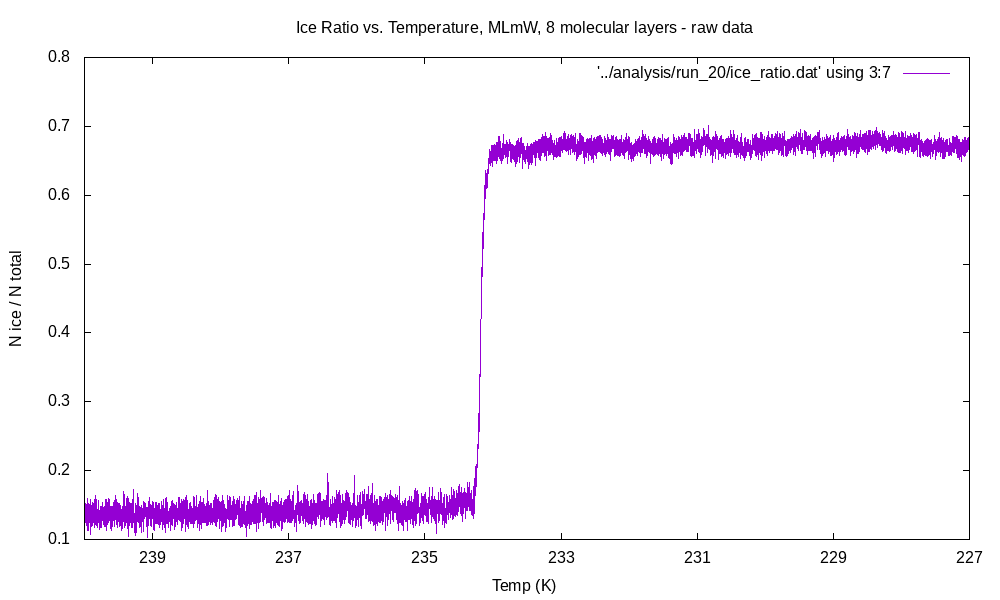 Ice Ratio vs. Temperature, MLmW, 8 molecular layers - raw data
'../analysis/run_20/ice_ratio.dat' using 3:7
0.8
0.7
0.6
0.5
0.4
0.3
0.2
0.1
N ice / N total
239 237 235 233 231 229 227
Temp (K)